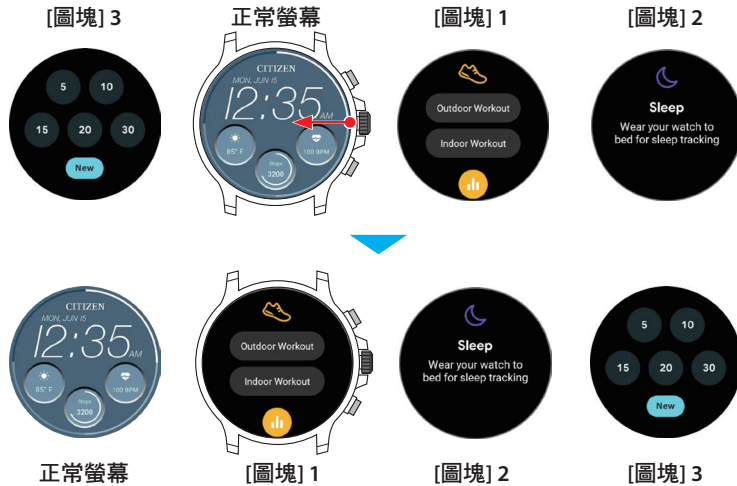 [圖塊] 3
正常螢幕
[圖塊] 1
[圖塊] 2
5 10
15 20 30
New
CITIZEN
MON, JUN 15
12:35 AM
85° F
100 BPM
Steps
3200
Outdoor Workout
Indoor Workout
Sleep
Wear your watch to
bed for sleep tracking
CITIZEN
MON, JUN 15
12:35 AM
85° F
100 BPM
Steps
3200
Outdoor Workout
Indoor Workout
Sleep
Wear your watch to
bed for sleep tracking
5 10
15 20 30
New
正常螢幕
[圖塊] 1
[圖塊] 2
[圖塊] 3